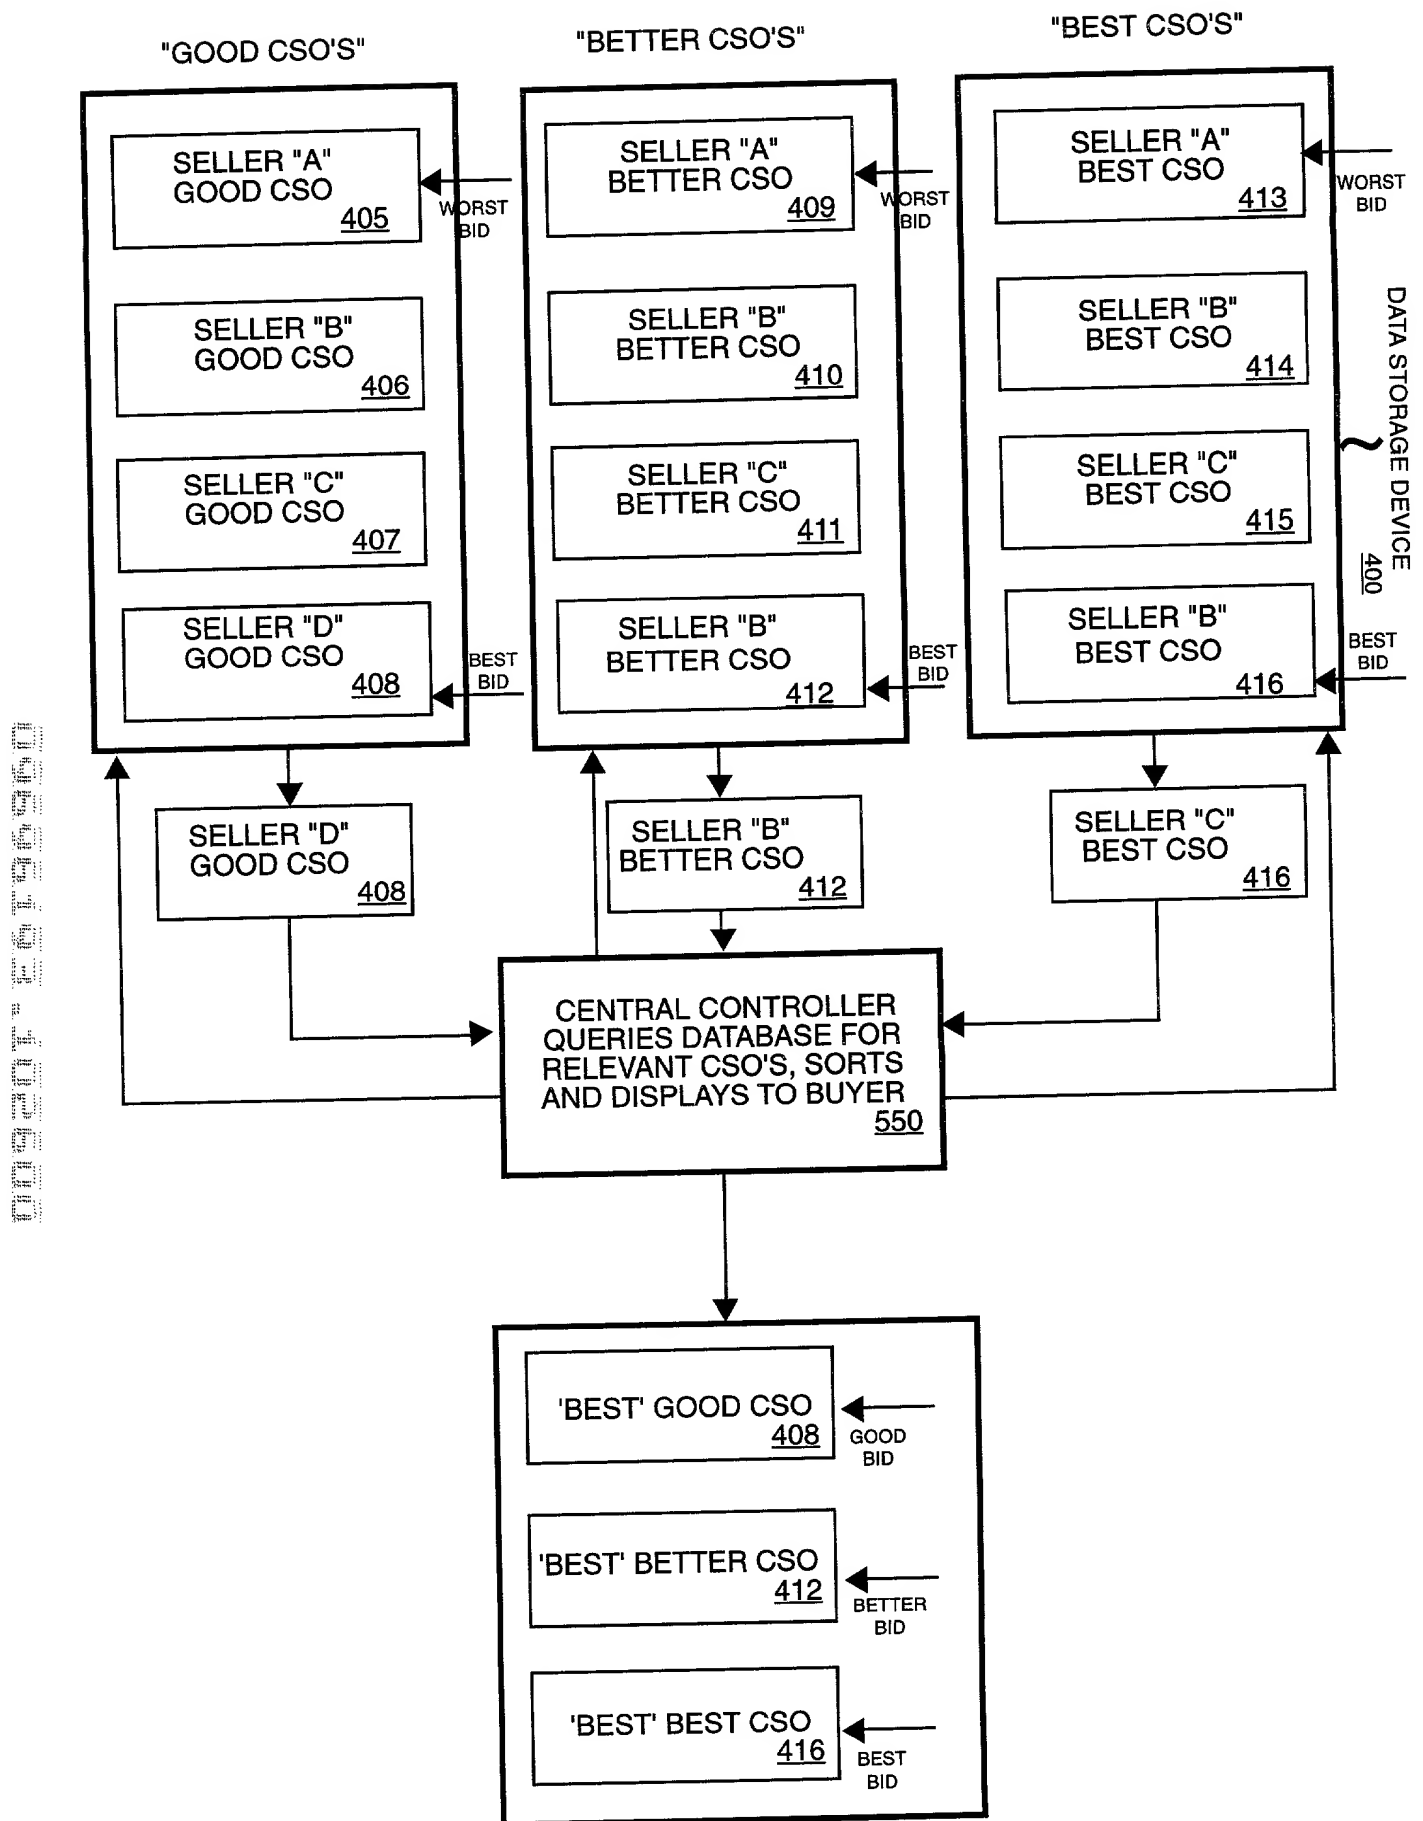 "GOOD CSO'S"
"BETTER CSO'S"
"BEST CSO'S"
SELLER "A"
GOOD CSO
405
WORST
BID
SELLER "B"
GOOD CSO
406
SELLER "C"
GOOD CSO
407
SELLER "D"
GOOD CSO
408
BEST
BID
SELLER "A"
BETTER CSO
409
WORST
BID
SELLER "B"
BETTER CSO
410
SELLER "C"
BETTER CSO
411
SELLER "B"
BETTER CSO
412
BEST
BID
SELLER "A"
BEST CSO
413
WORST
BID
SELLER "B"
BEST CSO
414
SELLER "C"
BEST CSO
415
SELLER "B"
BEST CSO
416
BEST
BID
DATA STORAGE DEVICE
400
SELLER "D"
GOOD CSO
408
SELLER "B"
BETTER CSO
412
SELLER "C"
BEST CSO
416
CENTRAL CONTROLLER
QUERIES DATABASE FOR
RELEVANT CSO'S, SORTS
AND DISPLAYS TO BUYER
550
'BEST' GOOD CSO
408
GOOD
BID
'BEST' BETTER CSO
412
BETTER
BID
'BEST' BEST CSO
416
BEST
BID